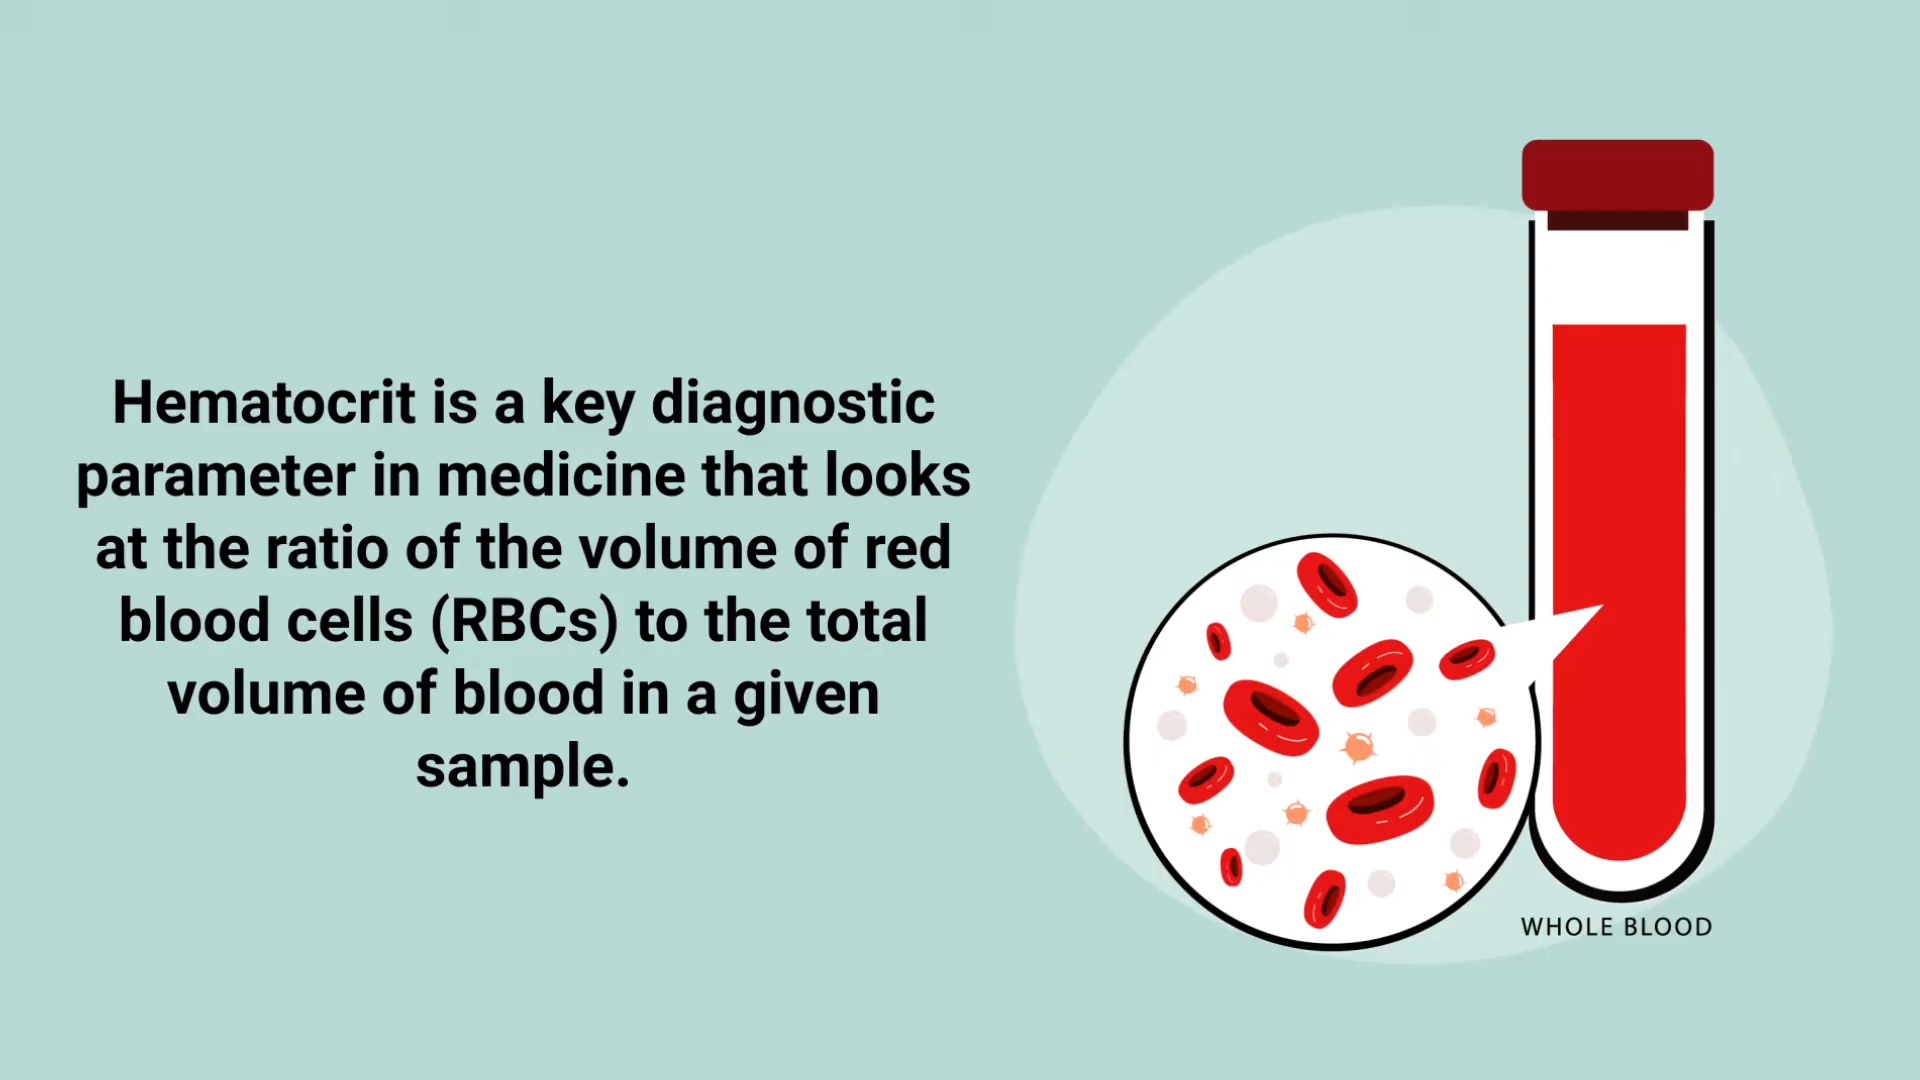 Hematocrit is a key diagnostic
parameter in medicine that looks
at the ratio of the volume of red
blood cells (RBCs) to the total
volume of blood in a given
sample.
WHOLE BLOOD